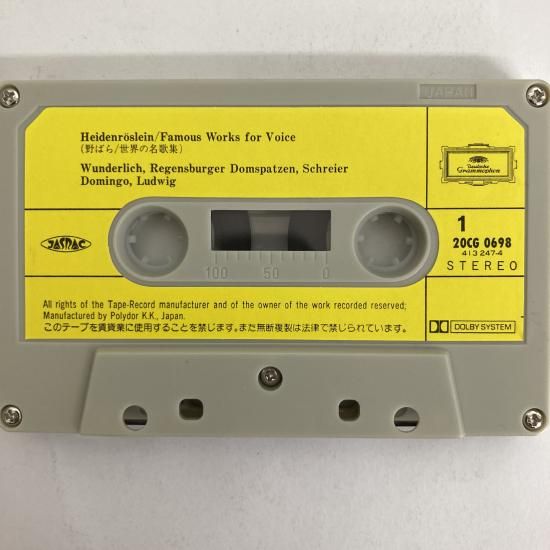 JAPAN
Heidenröslein/Famous Works for Voice
(野ばら/世界の名歌集)
Wunderlich, Regensburger Domspatzen, Schreier
Domingo, Ludwig
Deutsche
Grammophon
JASRAC
1
20CG 0698
413 247-4
STEREO
100 50 0
All rights of the Tape-Record manufacturer and of the owner of the work recorded reserved;
Manufactured by Polydor K.K., Japan.
このテープを賃貸業に使用することを禁じます。また無断複製は法律で禁じられています。
DOLBY SYSTEM